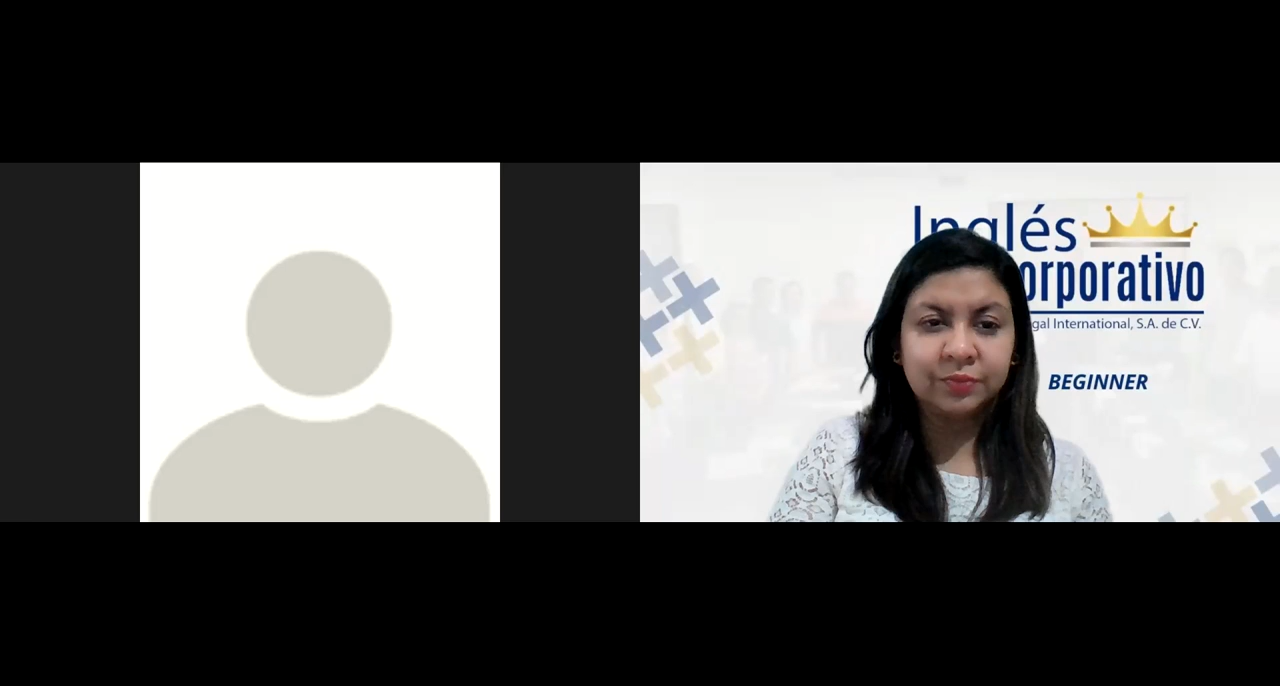 Inglés
orporativo
gal International, S.A. de C.V.
BEGINNER